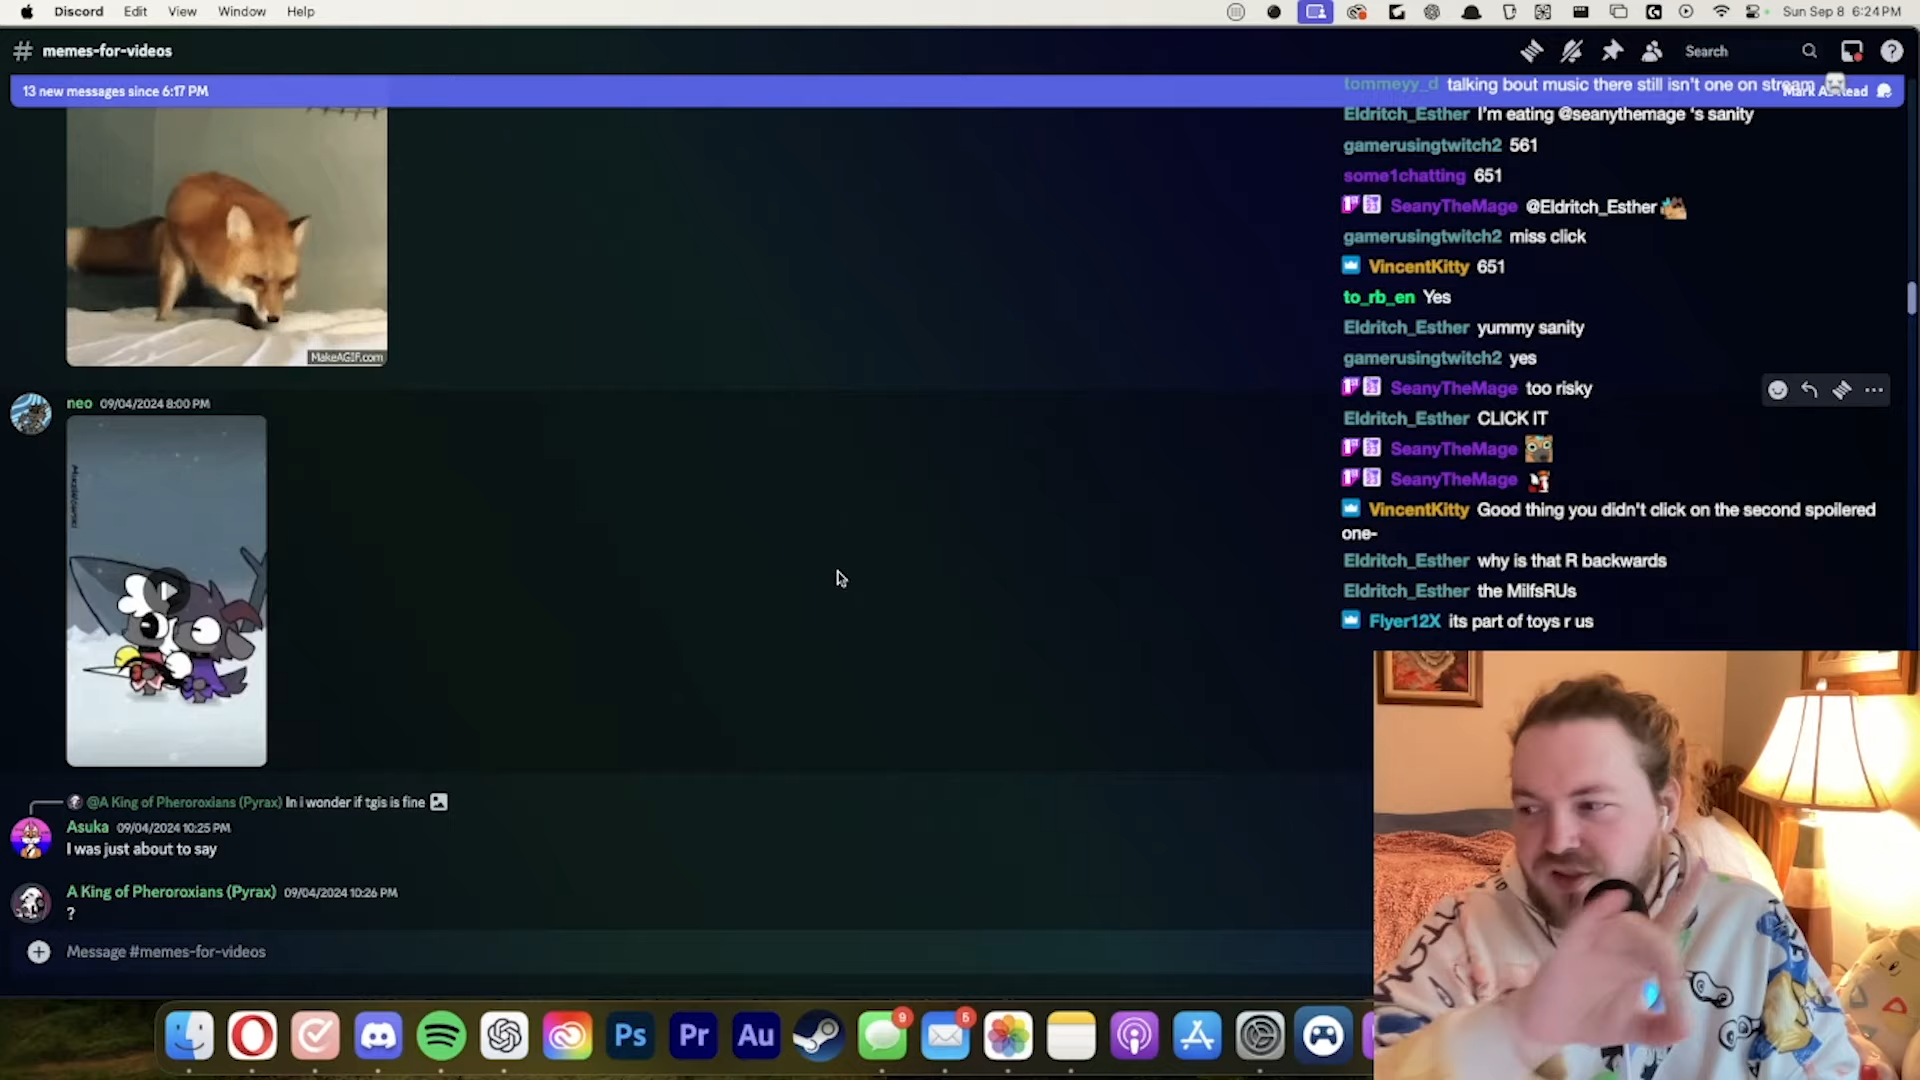 Discord Edit View Window Help
Sun Sep 8 6:24 PM
# memes-for-videos
Search
13 new messages since 6:17 PM
MakeAGIF.com
neo 09/04/2024 8:00 PM
@A King of Pheroroxians (Pyrax) In i wonder if tgis is fine
Asuka 09/04/2024 10:25 PM
I was just about to say
A King of Pheroroxians (Pyrax) 09/04/2024 10:26 PM
?
Message #memes-for-videos
tommeyy_d talking bout music there still isn't one on stream
Mark As Read
Eldritch_Esther I'm eating @seanythemage 's sanity
gamerusingtwitch2 561
some1chatting 651
SeanyTheMage @Eldritch_Esther
gamerusingtwitch2 miss click
VincentKitty 651
to_rb_en Yes
Eldritch_Esther yummy sanity
gamerusingtwitch2 yes
SeanyTheMage too risky
Eldritch_Esther CLICK IT
SeanyTheMage
SeanyTheMage
VincentKitty Good thing you didn't click on the second spoilered
one-
Eldritch_Esther why is that R backwards
Eldritch_Esther the MilfsRUs
Flyer12X its part of toys r us
Ps Pr Au
9
5